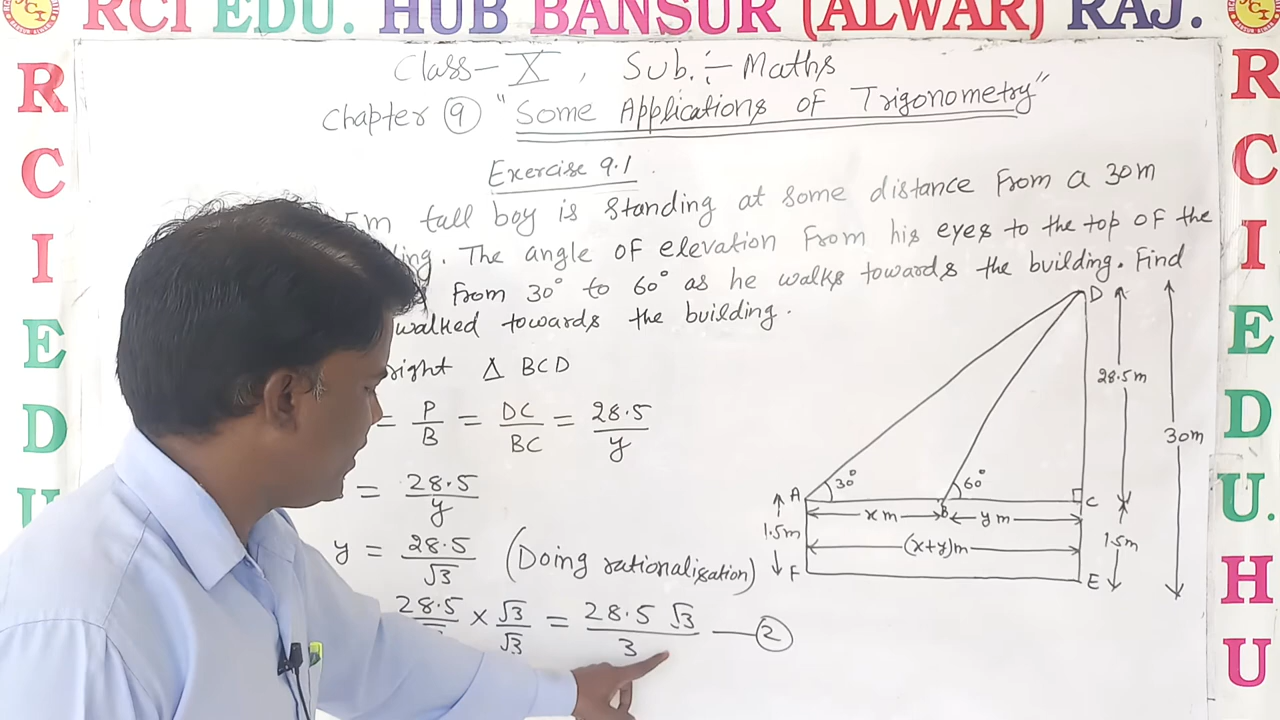 RCI EDU. HUB BANSUR (ALWAR) RAJ.
R
C
I
E
D
U
R
C
I
E
D
U.
H
U
Class-X, Sub.:- Maths
Chapter 9 "Some Applications of Trigonometry"
Exercise 9.1
5m tall boy is standing at some distance from a 30m
ing. The angle of elevation from his eyes to the top of the
from 30° to 60° as he walks towards the building. Find
walked towards the building.
right Δ BCD
= P/B = DC/BC = 28.5/y
= 28.5/y
y = 28.5/√3 (Doing rationalisation)
28.5 × √3/√3 = 28.5 √3/3 — 2
D
28.5m
30m
A 30° 60° C
x m B y m
1.5m (x+y)m 1.5m
F E